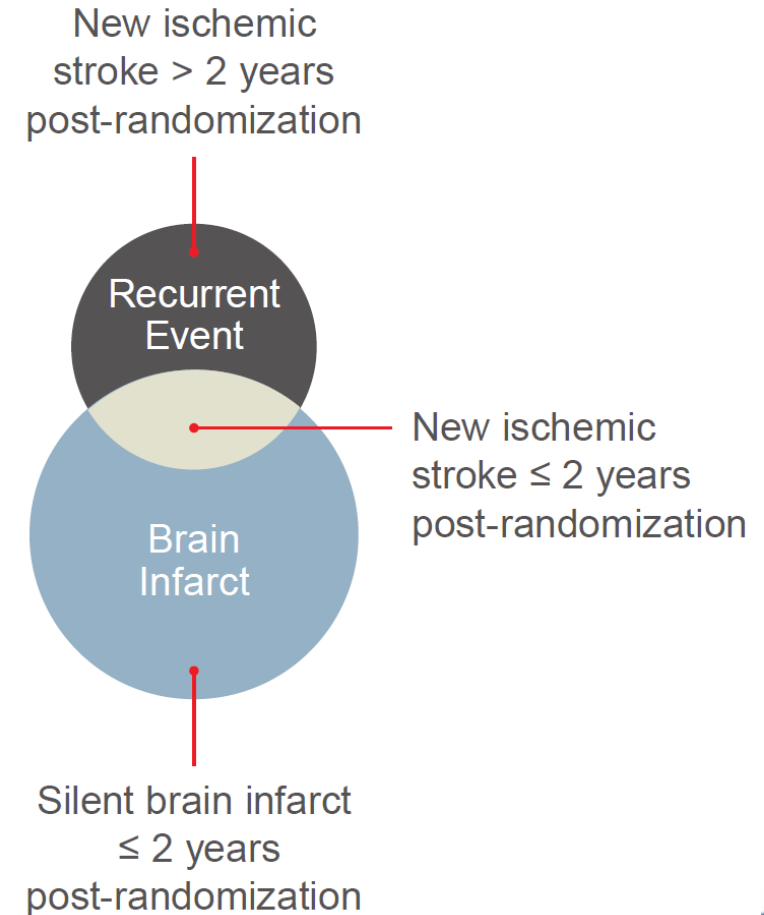 New ischemic
stroke > 2 years
post-randomization
Recurrent
Event
New ischemic
stroke ≤ 2 years
post-randomization
Brain
Infarct
Silent brain infarct
≤ 2 years
post-randomization